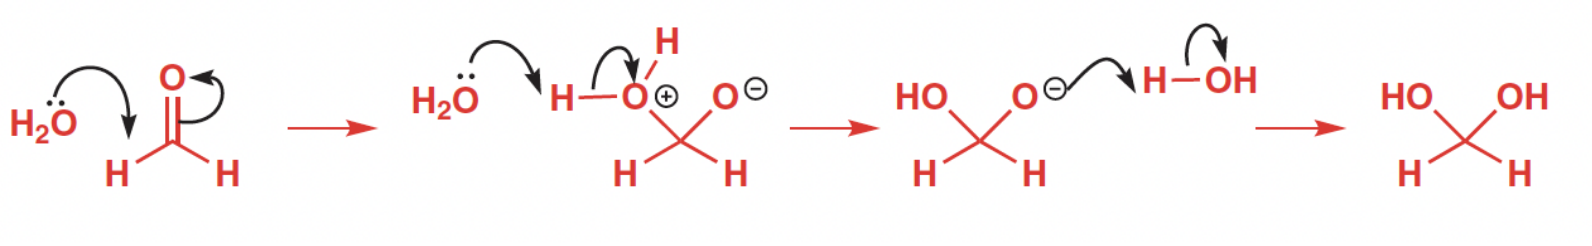 H₂O
O
H H
H₂O
H
H O ⊕ O ⊖
H H
HO O ⊖
H H
H OH
HO OH
H H